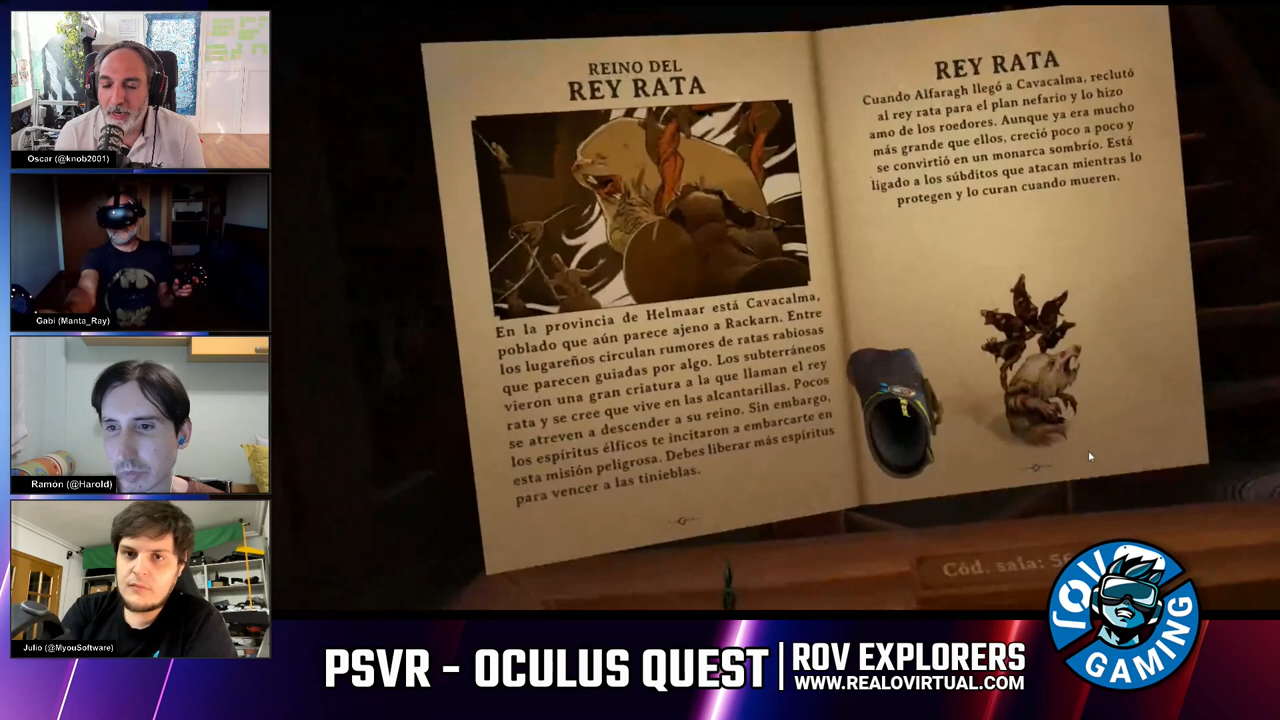 Oscar (@knob2001)
Gabi (Manta_Ray)
Ramón (@Harold)
Julio (@MyouSoftware)
REINO DEL
REY RATA
En la provincia de Helmaar está Cavacalma,
poblado que aún parece ajeno a Rackarn. Entre
los lugareños circulan rumores de ratas rabiosas
que parecen guiadas por algo. Los subterráneos
vieron una gran criatura a la que llaman el rey
rata y se cree que vive en las alcantarillas. Pocos
se atreven a descender a su reino. Sin embargo,
los espíritus élficos te incitaron a embarcarte en
esta misión peligrosa. Debes liberar más espíritus
para vencer a las tinieblas.
REY RATA
Cuando Alfaragh llegó a Cavacalma, reclutó
al rey rata para el plan nefario y lo hizo
amo de los roedores. Aunque ya era mucho
más grande que ellos, creció poco a poco y
se convirtió en un monarca sombrío. Está
ligado a los súbditos que atacan mientras lo
protegen y lo curan cuando mueren.
Cód. sala:
ROV
GAMING
PSVR - OCULUS QUEST
ROV EXPLORERS
WWW.REALOVIRTUAL.COM